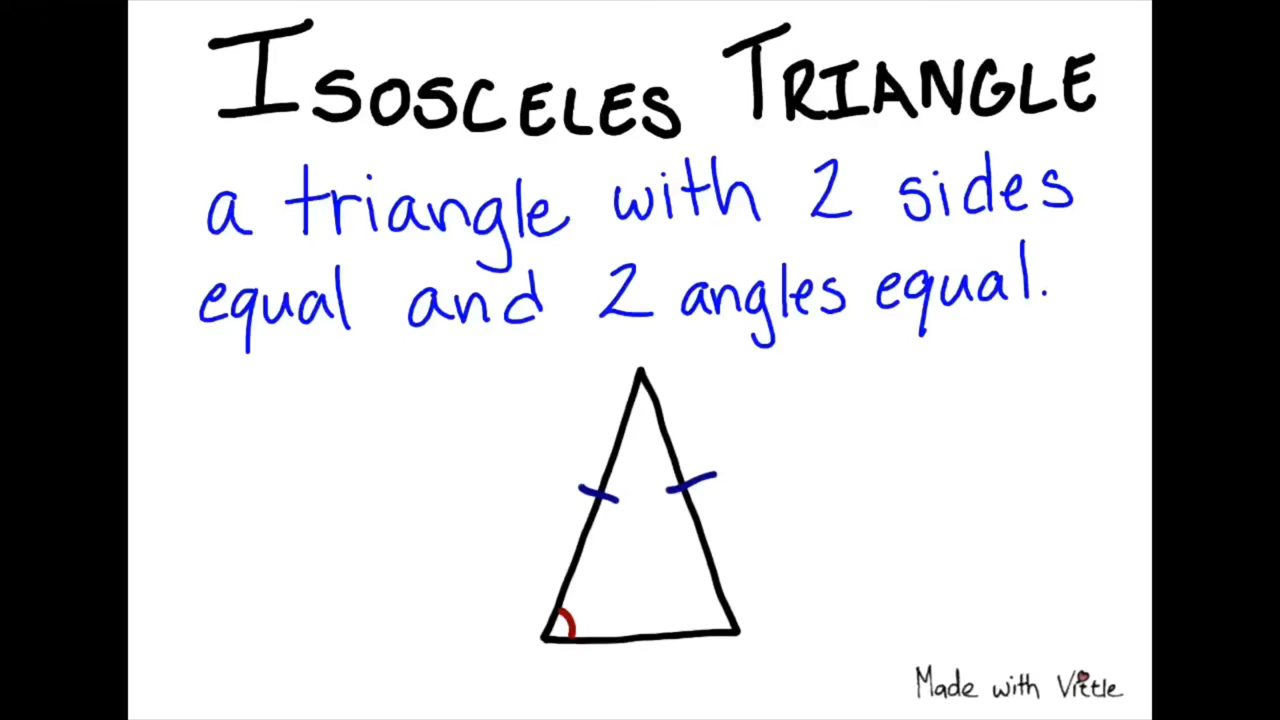 ISOSCELES TRIANGLE
a triangle with 2 sides
equal and 2 angles equal.
Made with Vittle